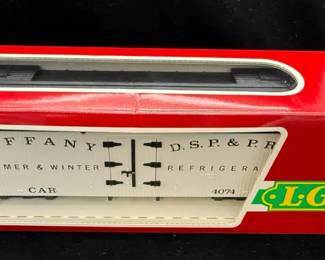 FFANY D.S.P.& P.R
MER & WINTER REFRIGERA
CAR 4074
L.G